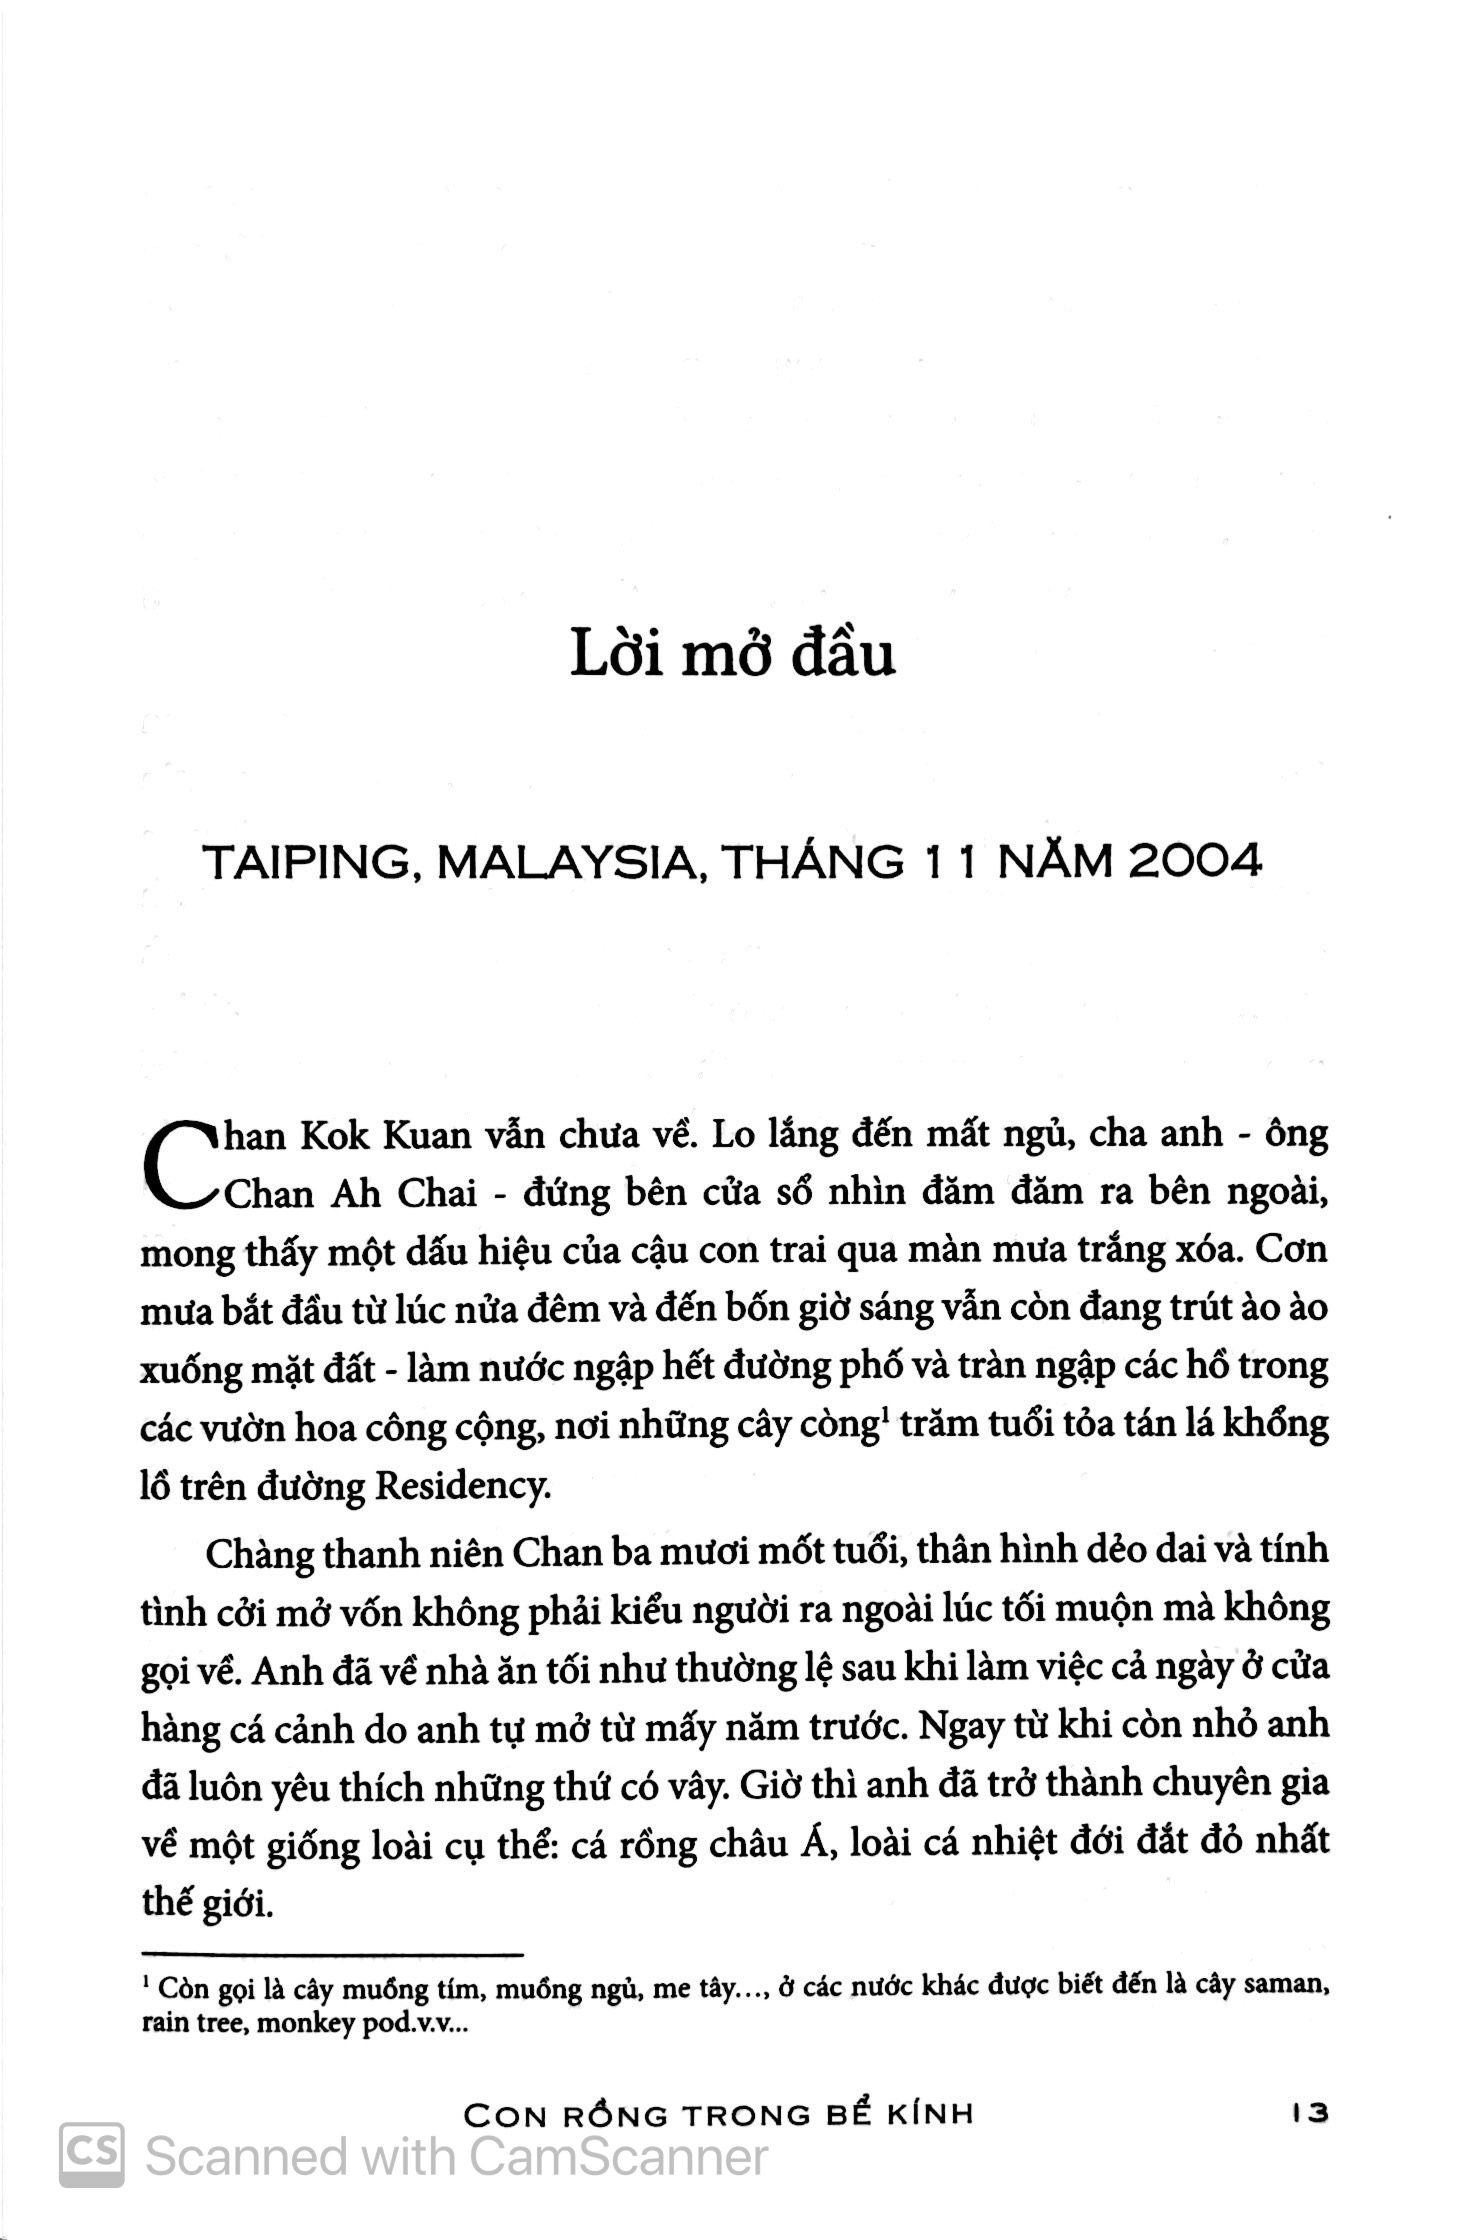 Lời mở đầu
TAIPING, MALAYSIA, THÁNG 11 NĂM 2004
Chan Kok Kuan vẫn chưa về. Lo lắng đến mất ngủ, cha anh - ông
Chan Ah Chai - đứng bên cửa sổ nhìn đăm đăm ra bên ngoài,
mong thấy một dấu hiệu của cậu con trai qua màn mưa trắng xóa. Cơn
mưa bắt đầu từ lúc nửa đêm và đến bốn giờ sáng vẫn còn đang trút ào ào
xuống mặt đất - làm nước ngập hết đường phố và tràn ngập các hồ trong
các vườn hoa công cộng, nơi những cây còng¹ trăm tuổi tỏa tán lá khổng
lồ trên đường Residency.
Chàng thanh niên Chan ba mươi mốt tuổi, thân hình dẻo dai và tính
tình cởi mở vốn không phải kiểu người ra ngoài lúc tối muộn mà không
gọi về. Anh đã về nhà ăn tối như thường lệ sau khi làm việc cả ngày ở cửa
hàng cá cảnh do anh tự mở từ mấy năm trước. Ngay từ khi còn nhỏ anh
đã luôn yêu thích những thứ có vây. Giờ thì anh đã trở thành chuyên gia
về một giống loài cụ thể: cá rồng châu Á, loài cá nhiệt đới đắt đỏ nhất
thế giới.
¹ Còn gọi là cây muồng tím, muồng ngủ, me tây..., ở các nước khác được biết đến là cây saman,
rain tree, monkey pod.v.v...
CON RỒNG TRONG BỂ KÍNH 13
CS Scanned with CamScanner